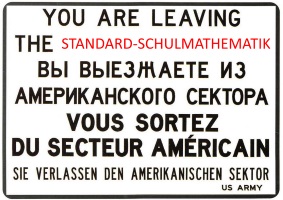 YOU ARE LEAVING
THE STANDARD-SCHULMATHEMATIK
ВЫ ВЫЕЗЖАЕТЕ ИЗ
АМЕРИКАНСКОГО СЕКТОРА
VOUS SORTEZ
DU SECTEUR AMÉRICAIN
SIE VERLASSEN DEN AMERIKANISCHEN SEKTOR
US ARMY